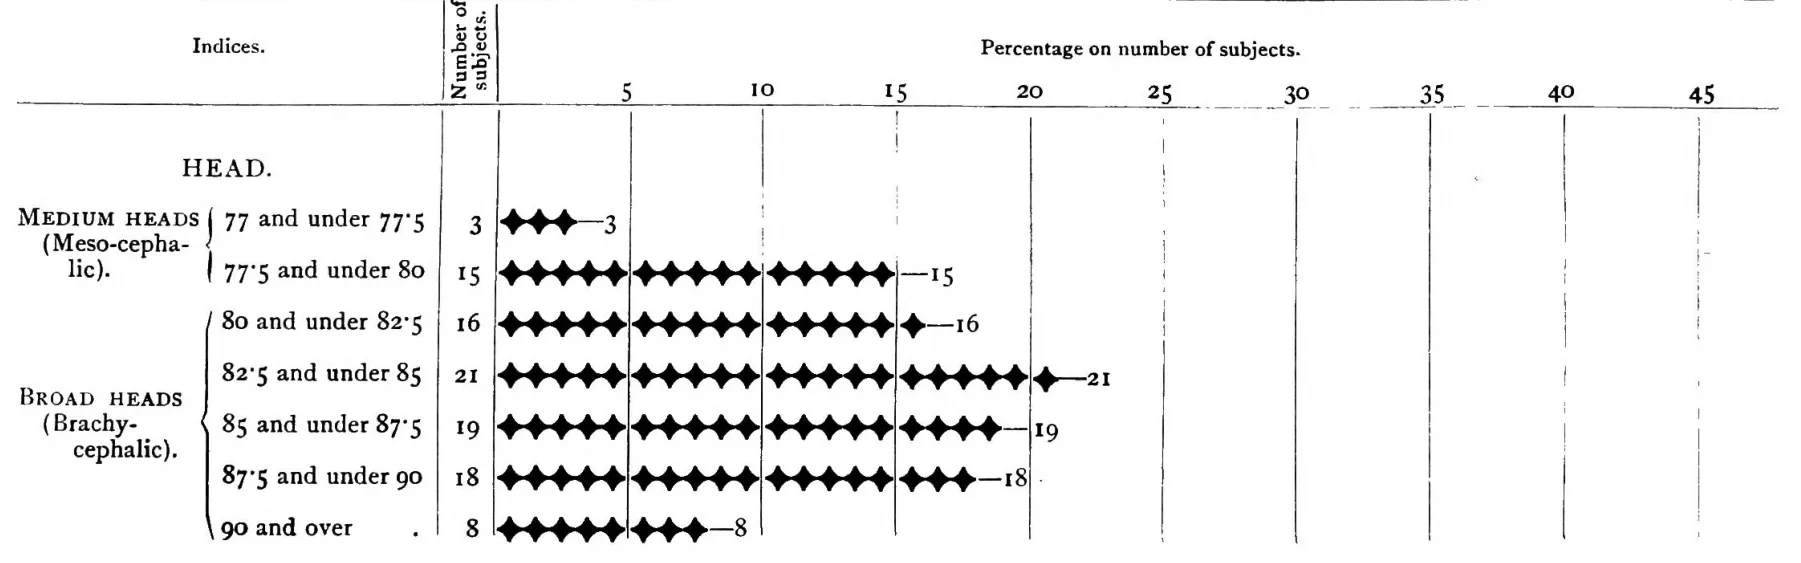 Indices.
Number of
subjects.
Percentage on number of subjects.
5 10 15 20 25 30 35 40 45
HEAD.
MEDIUM HEADS
(Meso-cepha-
lic).
77 and under 77·5 3 —3
77·5 and under 80 15 —15
BROAD HEADS
(Brachy-
cephalic).
80 and under 82·5 16 —16
82·5 and under 85 21 —21
85 and under 87·5 19 —19
87·5 and under 90 18 —18
90 and over . 8 —8